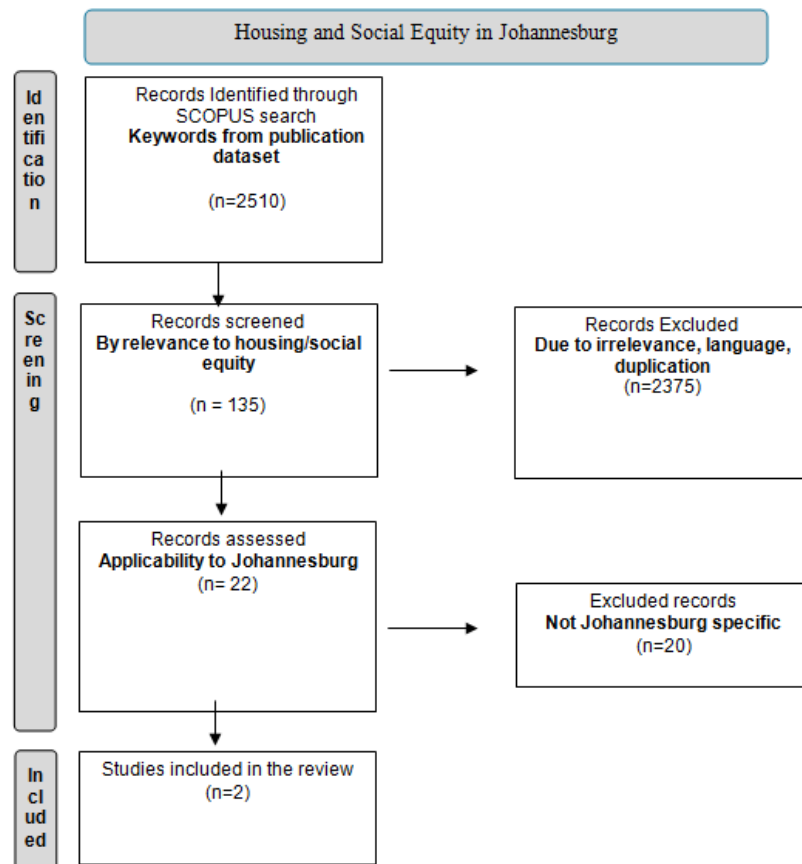 Housing and Social Equity in Johannesburg
Id
en
tifi
ca
tio
n
Records Identified through
SCOPUS search
Keywords from publication
dataset
(n=2510)
Sc
re
en
in
g
Records screened
By relevance to housing/social
equity
(n = 135)
Records Excluded
Due to irrelevance, language,
duplication
(n=2375)
Records assessed
Applicability to Johannesburg
(n= 22)
Excluded records
Not Johannesburg specific
(n=20)
In
cl
ud
ed
Studies included in the review
(n=2)